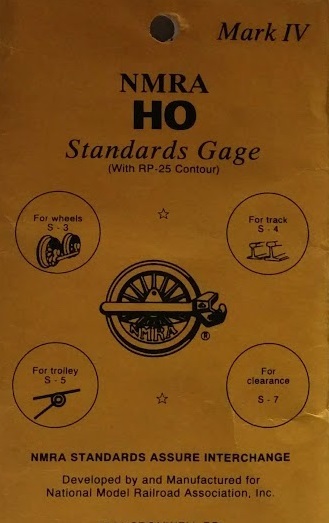 Mark IV
NMRA
HO
Standards Gage
(With RP-25 Contour)
For wheels
S - 3
For track
S - 4
NMRA
®
For trolley
S - 5
For
clearance
S - 7
NMRA STANDARDS ASSURE INTERCHANGE
Developed by and Manufactured for
National Model Railroad Association, Inc.